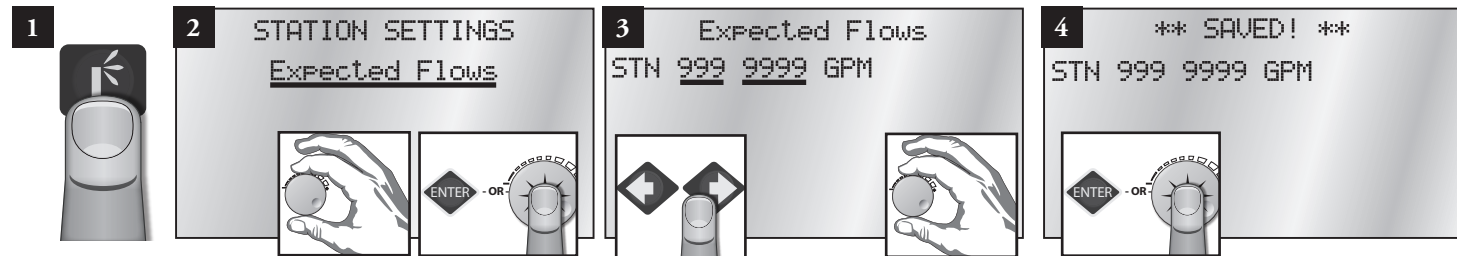 1
2
STATION SETTINGS
Expected Flows
ENTER - OR -
3
Expected Flows
STN 999 9999 GPM
4
** SAVED! **
STN 999 9999 GPM
ENTER - OR -